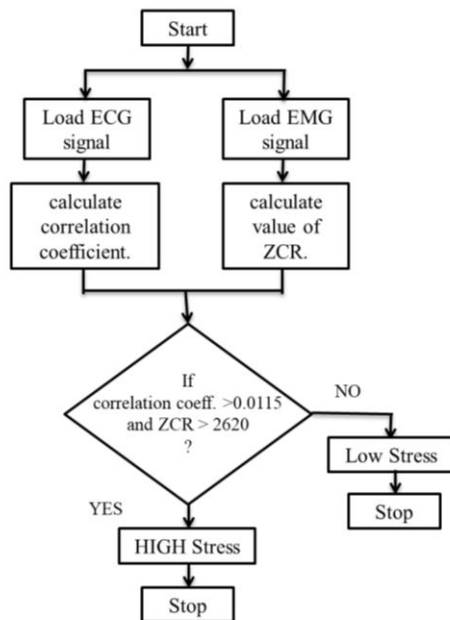 Start
Load ECG
signal
Load EMG
signal
calculate
correlation
coefficient.
calculate
value of
ZCR.
If
correlation coeff. >0.0115
and ZCR > 2620
?
NO
Low Stress
Stop
YES
HIGH Stress
Stop